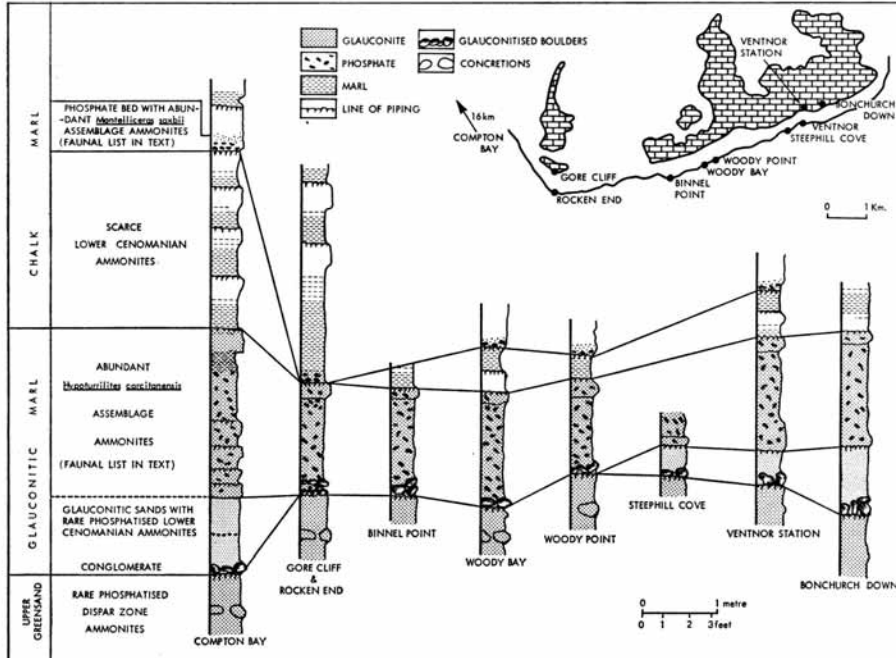 GLAUCONITE
PHOSPHATE
MARL
LINE OF PIPING
GLAUCONITISED BOULDERS
CONCRETIONS
VENTNOR
STATION
BONCHURCH
DOWN
VENTNOR
STEEPHILL COVE
WOODY POINT
WOODY BAY
BINNEL
POINT
GORE CLIFF
ROCKEN END
16 km
COMPTON
BAY
0 1 Km.
MARL
CHALK
MARL
GLAUCONITIC
UPPER
GREENSAND
PHOSPHATE BED WITH ABUN-
DANT Mantelliceras saxbii
ASSEMBLAGE AMMONITES
(FAUNAL LIST IN TEXT)
SCARCE
LOWER CENOMANIAN
AMMONITES
ABUNDANT
Hypoturrilites carcitanensis
ASSEMBLAGE
AMMONITES
(FAUNAL LIST IN TEXT)
GLAUCONITIC SANDS WITH
RARE PHOSPHATISED LOWER
CENOMANIAN AMMONITES
CONGLOMERATE
RARE PHOSPHATISED
DISPAR ZONE
AMMONITES
COMPTON BAY
GORE CLIFF
&
ROCKEN END
BINNEL POINT
WOODY BAY
WOODY POINT
STEEPHILL COVE
VENTNOR STATION
BONCHURCH DOWN
0 1 metre
0 1 2 3 feet